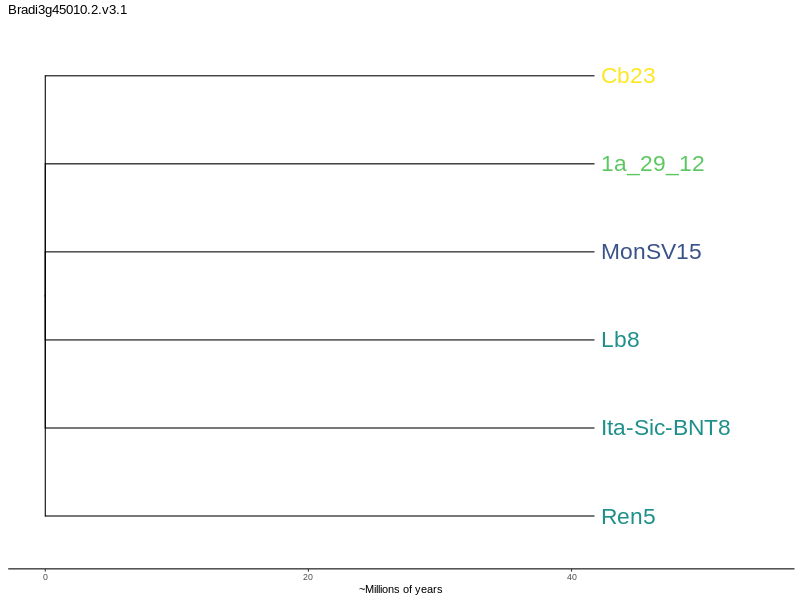 Bradi3g45010.2.v3.1
Cb23
1a_29_12
MonSV15
Lb8
Ita-Sic-BNT8
Ren5
0 20 40
~Millions of years